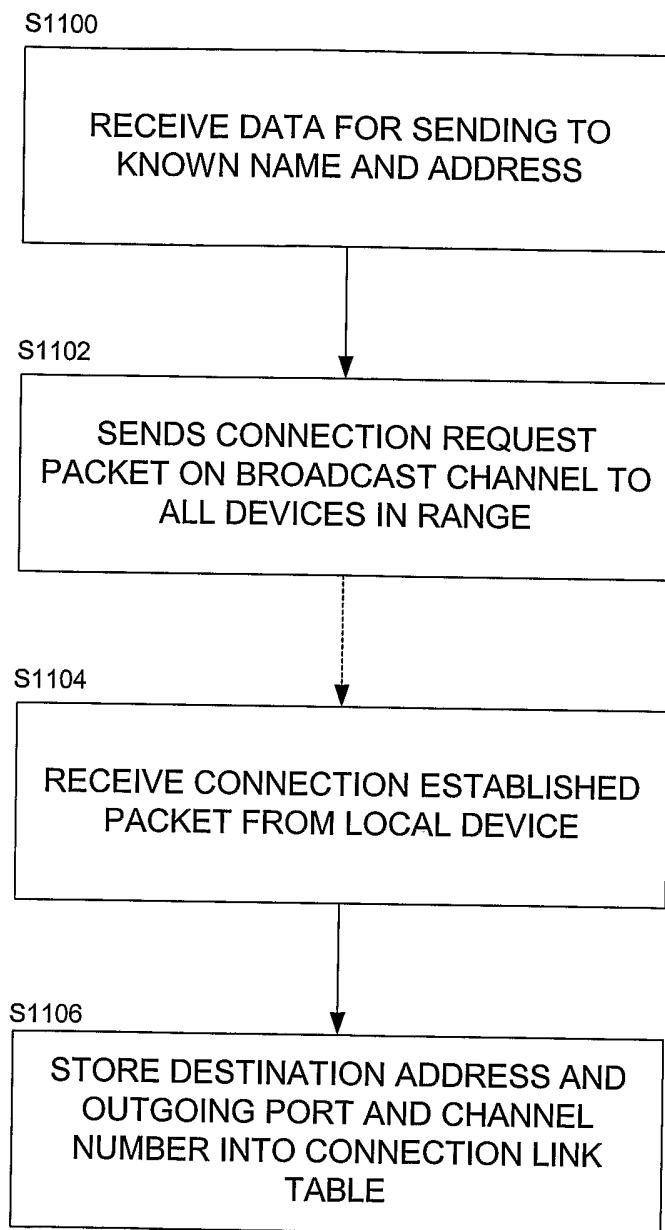 S1100
RECEIVE DATA FOR SENDING TO
KNOWN NAME AND ADDRESS
S1102
SENDS CONNECTION REQUEST
PACKET ON BROADCAST CHANNEL TO
ALL DEVICES IN RANGE
S1104
RECEIVE CONNECTION ESTABLISHED
PACKET FROM LOCAL DEVICE
S1106
STORE DESTINATION ADDRESS AND
OUTGOING PORT AND CHANNEL
NUMBER INTO CONNECTION LINK
TABLE